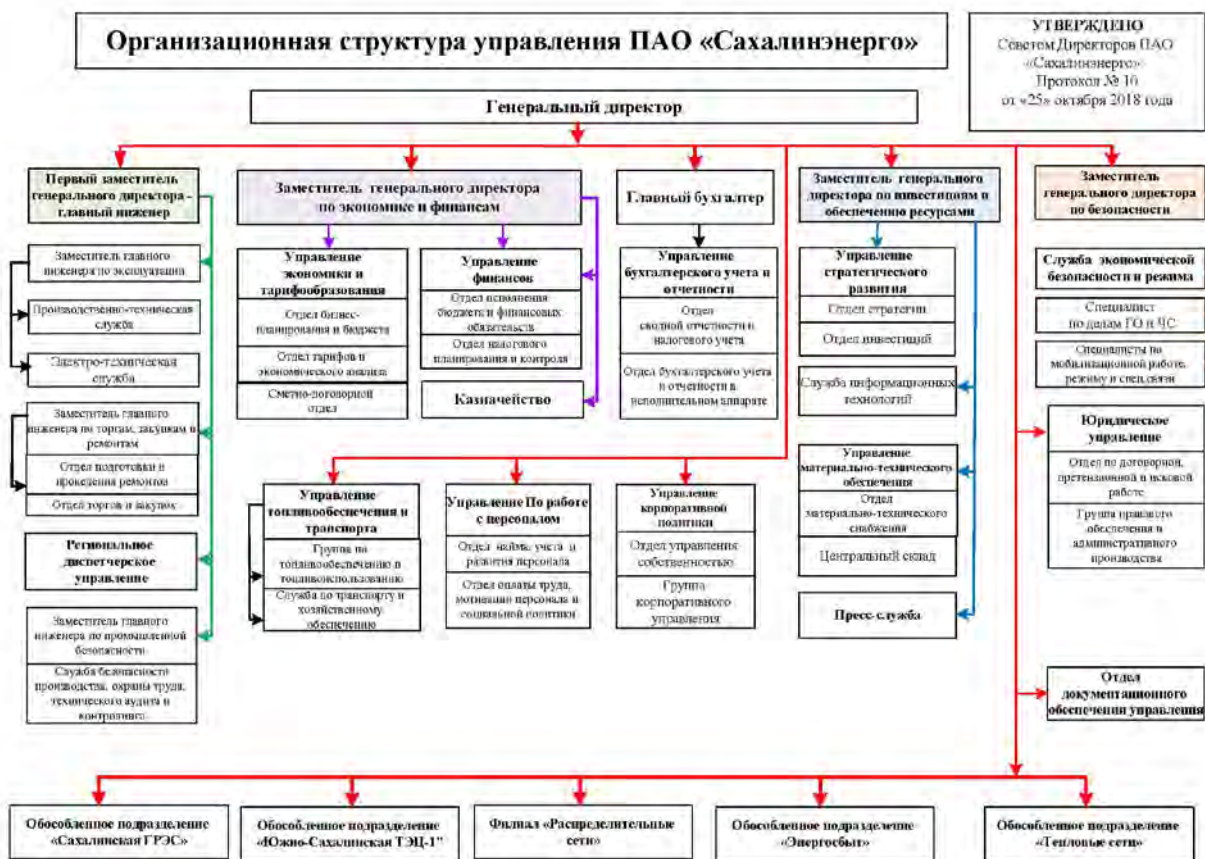 Организационная структура управления ПАО «Сахалинэнерго»
УТВЕРЖДЕНО
Советом Директоров ПАО
«Сахалинэнерго»
Протокол № 10
от «25» октября 2018 года
Генеральный директор
Первый заместитель
генерального директора -
главный инженер
Заместитель генерального директора
по экономике и финансам
Главный бухгалтер
Заместитель генерального
директора по инвестициям и
обеспечению ресурсами
Заместитель
генерального директора
по безопасности
Заместитель главного
инженера по эксплуатации
Производственно-техническая
служба
Электро-техническая
служба
Заместитель главного
инженера по торгам, закупкам и
ремонтам
Отдел подготовки и
проведения ремонтов
Отдел торгов и закупок
Региональное
диспетчерское
управление
Заместитель главного
инженера по промышленной
безопасности
Служба безопасности
производства, охраны труда,
технического аудита и
контроллинга
Управление
экономики и
тарифообразования
Отдел бизнес-
планирования и бюджета
Отдел тарифов и
экономического анализа
Сметно-договорной
отдел
Управление
финансов
Отдел исполнения
бюджета и финансовых
обязательств
Отдел налогового
планирования и контроля
Казначейство
Управление
бухгалтерского учета и
отчетности
Отдел
сводной отчетности и
налогового учета
Отдел бухгалтерского учета
и отчетности в
исполнительном аппарате
Управление
стратегического
развития
Отдел стратегии
Отдел инвестиций
Служба информационных
технологий
Управление
материально-технического
обеспечения
Отдел
материально-технического
снабжения
Центральный склад
Пресс-служба
Служба экономической
безопасности и режима
Специалист
по делам ГО и ЧС
Специалисты по
мобилизационной работе,
режиму и спец.связи
Юридическое
управление
Отдел по договорной,
претензионной и исковой
работе
Группа правового
обеспечения и
административного
производства
Управление
топливообеспечения и
транспорта
Группа по
топливообеспечению и
топливоиспользованию
Служба по транспорту и
хозяйственному
обеспечению
Управление По работе
с персоналом
Отдел найма, учета и
развития персонала
Отдел оплаты труда,
мотивации персонала и
социальной политики
Управление
корпоративной
политики
Отдел управления
собственностью
Группа
корпоративного
управления
Отдел
документационного
обеспечения управления
Обособленное подразделение
«Сахалинская ГРЭС»
Обособленное подразделение
«Южно-Сахалинская ТЭЦ-1"
Филиал «Распределительные
сети»
Обособленное подразделение
«Энергосбыт»
Обособленное подразделение
«Тепловые сети»